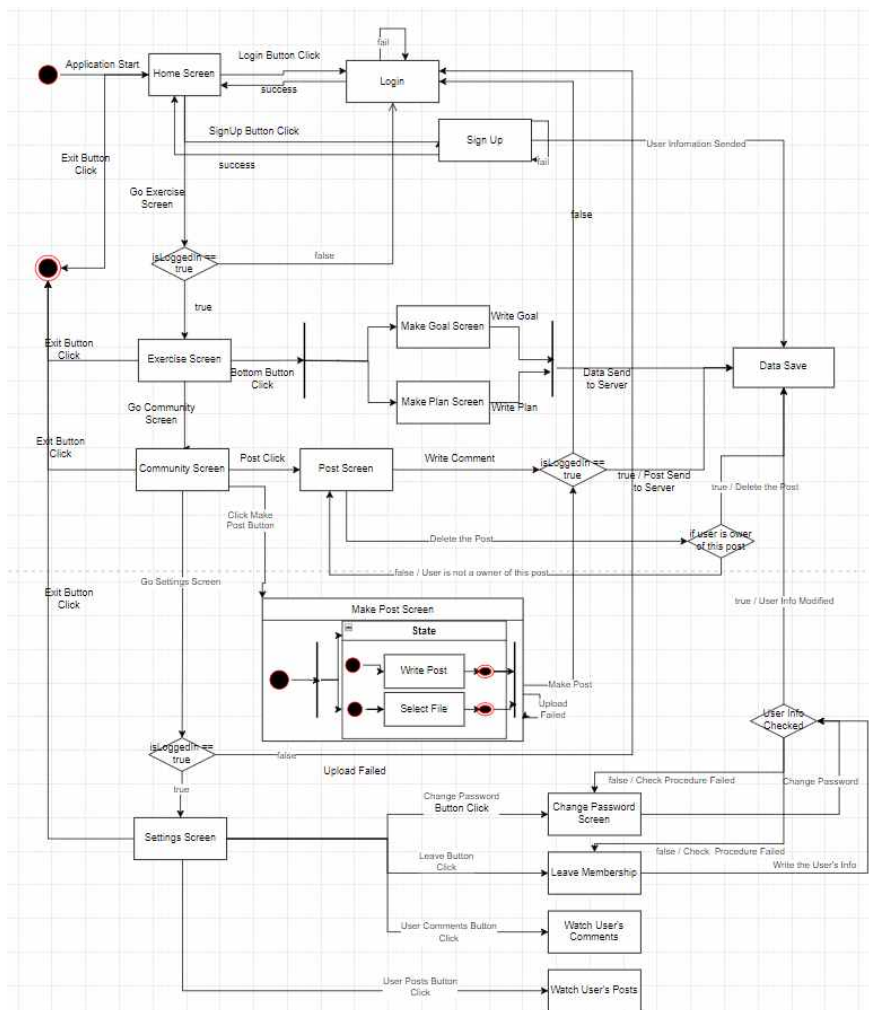 fail
Application Start
Home Screen
Login Button Click
success
Login
SignUp Button Click
success
Sign Up
fail
User Infomation Sended
Exit Button
Click
Go Exercise
Screen
false
isLoggedIn ==
true
false
true
Exit Button
Click
Exercise Screen
Bottom Button
Click
Make Goal Screen
Write Goal
Make Plan Screen
Write Plan
Data Send
to Server
Data Save
Go Community
Screen
Exit Button
Click
Community Screen
Post Click
Post Screen
Write Comment
isLoggedIn ==
true
true / Post Send
to Server
true / Delete the Post
Click Make
Post Button
Delete the Post
if user is ower
of this post
false / User is not a owner of this post
Go Settings Screen
Exit Button
Click
true / User Info Modified
Make Post Screen
State
Write Post
Select File
Make Post
Upload
Failed
User Info
Checked
isLoggedIn ==
true
false
Upload Failed
true
false / Check Procedure Failed
Change Password
Change Password
Button Click
Change Password
Screen
Settings Screen
false / Check Procedure Failed
Leave Button
Click
Leave Membership
Write the User's Info
User Comments Button
Click
Watch User's
Comments
User Posts Button
Click
Watch User's Posts